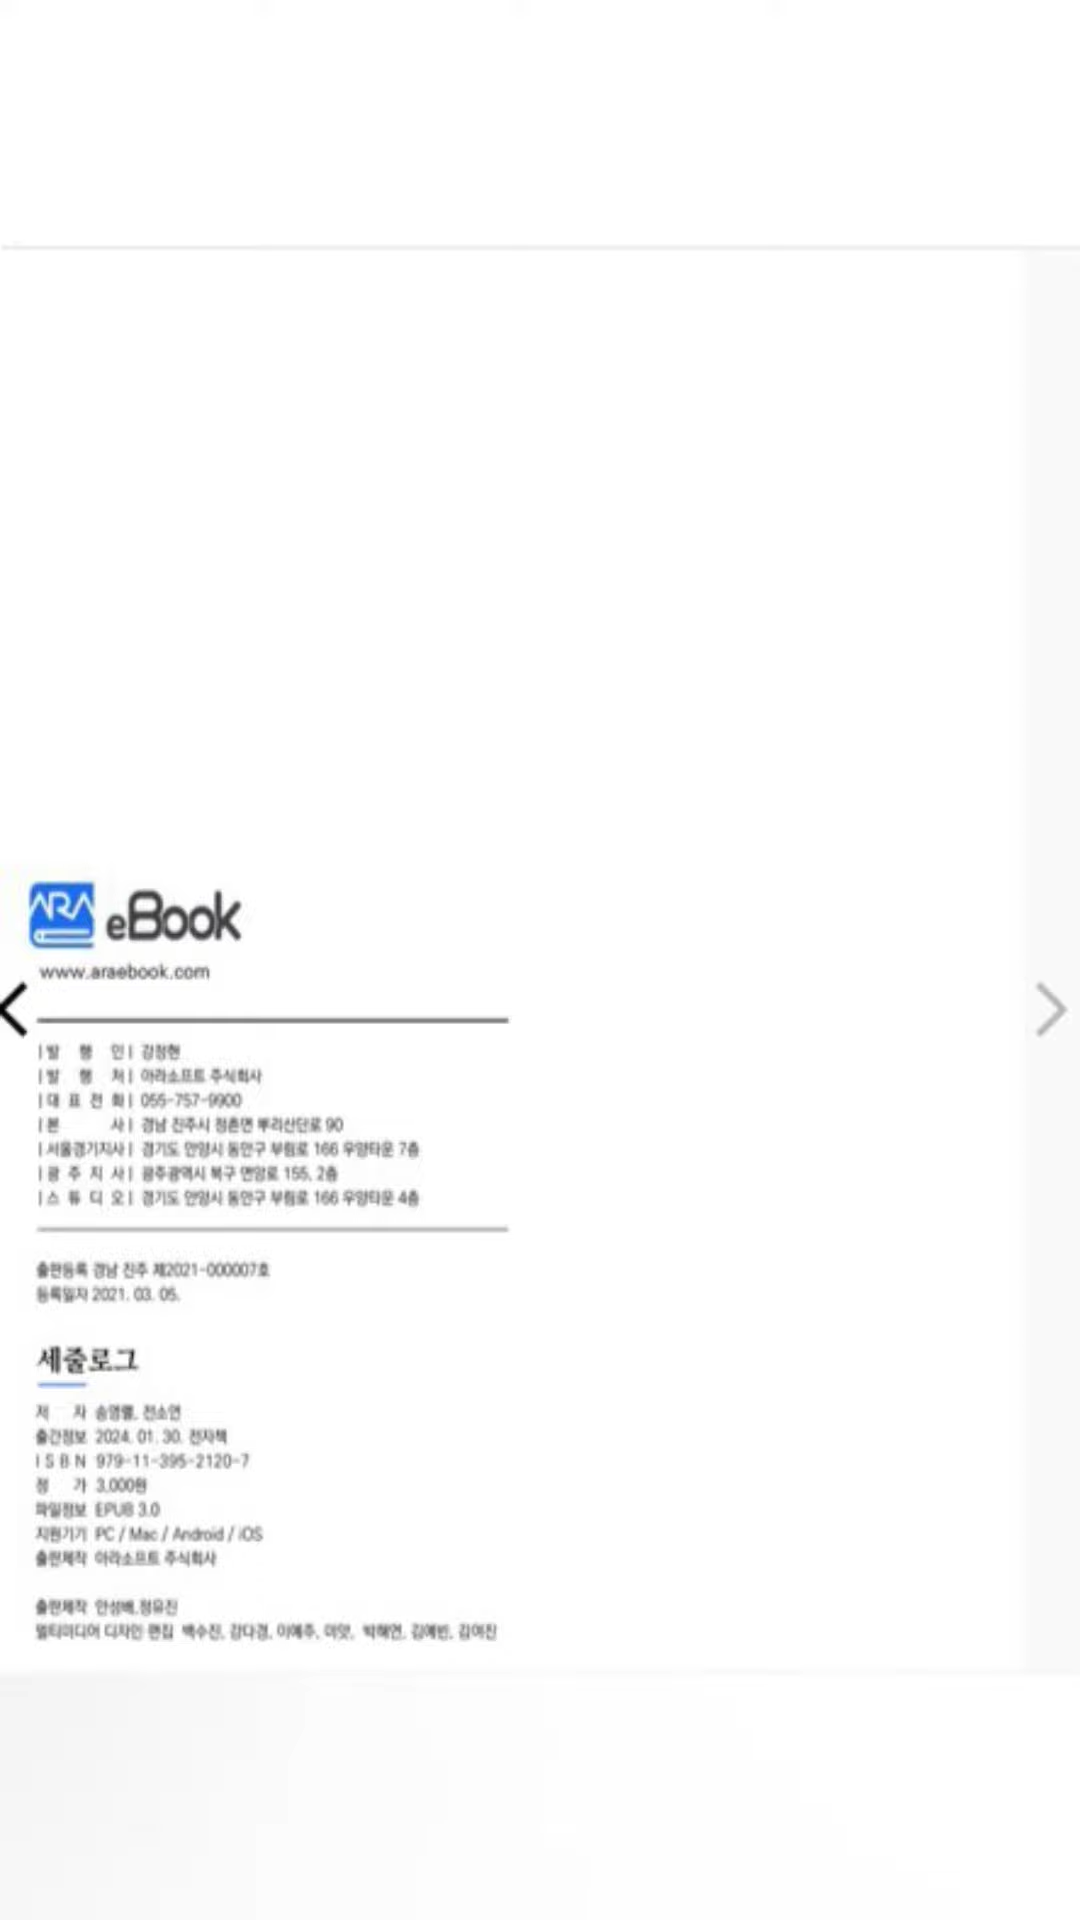 ARA eBook
www.araebook.com
| 발 행 인 | 강정현
| 발 행 처 | 아라소프트 주식회사
| 대 표 전 화 | 055-757-9900
| 본 사 | 경남 진주시 정촌면 뿌리산단로 90
| 서울경기지사 | 경기도 안양시 동안구 부림로 166 우양타운 7층
| 광 주 지 사 | 광주광역시 북구 면앙로 155, 2층
| 스 튜 디 오 | 경기도 안양시 동안구 부림로 166 우양타운 4층
출판등록 경남 진주 제2021-000007호
등록일자 2021. 03. 05.
세줄로그
저 자 송영렬, 전소연
출간정보 2024. 01. 30. 전자책
I S B N 979-11-395-2120-7
정 가 3,000원
파일정보 EPUB 3.0
지원기기 PC / Mac / Android / iOS
출판제작 아라소프트 주식회사
출판제작 안성배,정유진
멀티미디어 디자인 편집 백수진, 강다경, 이예주, 박해연, 김예빈, 김여진